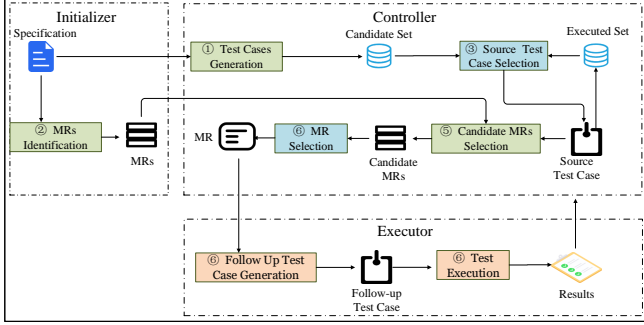 Initializer
Controller
Specification
① Test Cases
Generation
Candidate Set
③ Source Test
Case Selection
Executed Set
② MRs
Identification
MRs
MR
⑥ MR
Selection
Candidate
MRs
⑤ Candidate MRs
Selection
Source
Test Case
Executor
⑥ Follow Up Test
Case Generation
Follow-up
Test Case
⑥ Test
Execution
Results